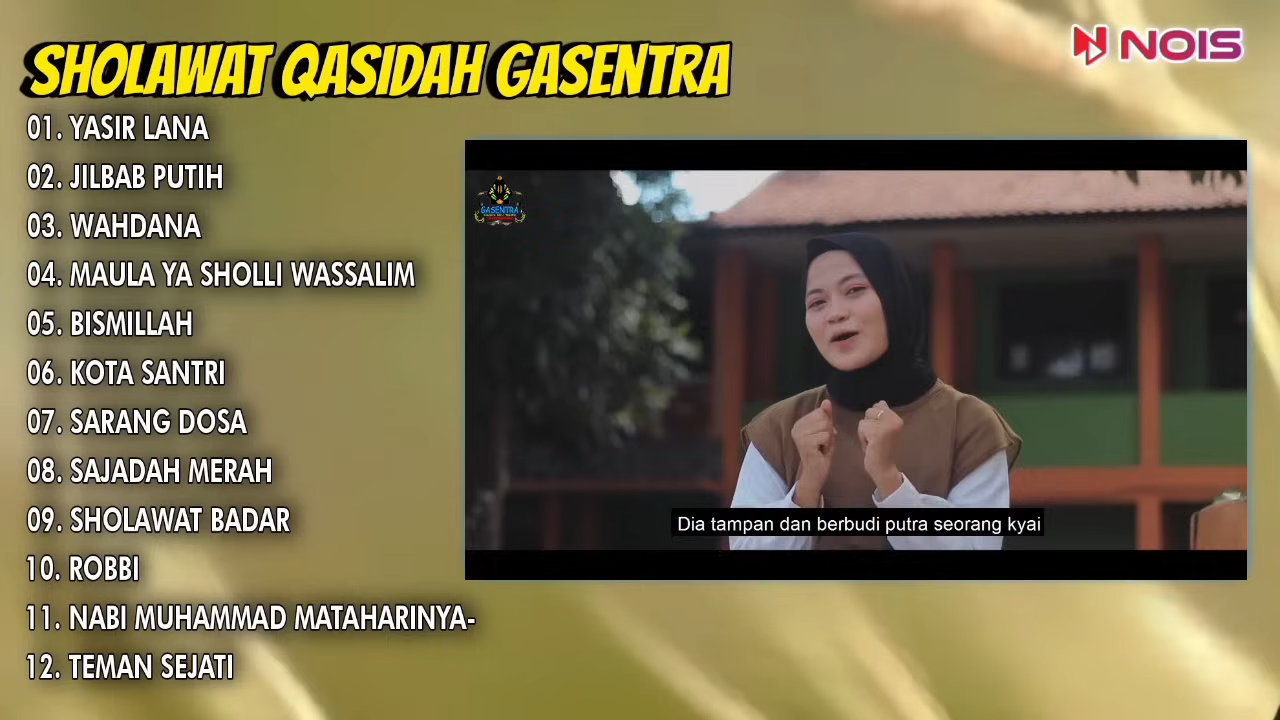 SHOLAWAT QASIDAH GASENTRA
NOIS
01. YASIR LANA
02. JILBAB PUTIH
03. WAHDANA
04. MAULA YA SHOLLI WASSALIM
05. BISMILLAH
06. KOTA SANTRI
07. SARANG DOSA
08. SAJADAH MERAH
09. SHOLAWAT BADAR
10. ROBBI
11. NABI MUHAMMAD MATAHARINYA-
12. TEMAN SEJATI
GASENTRA
Dia tampan dan berbudi putra seorang kyai